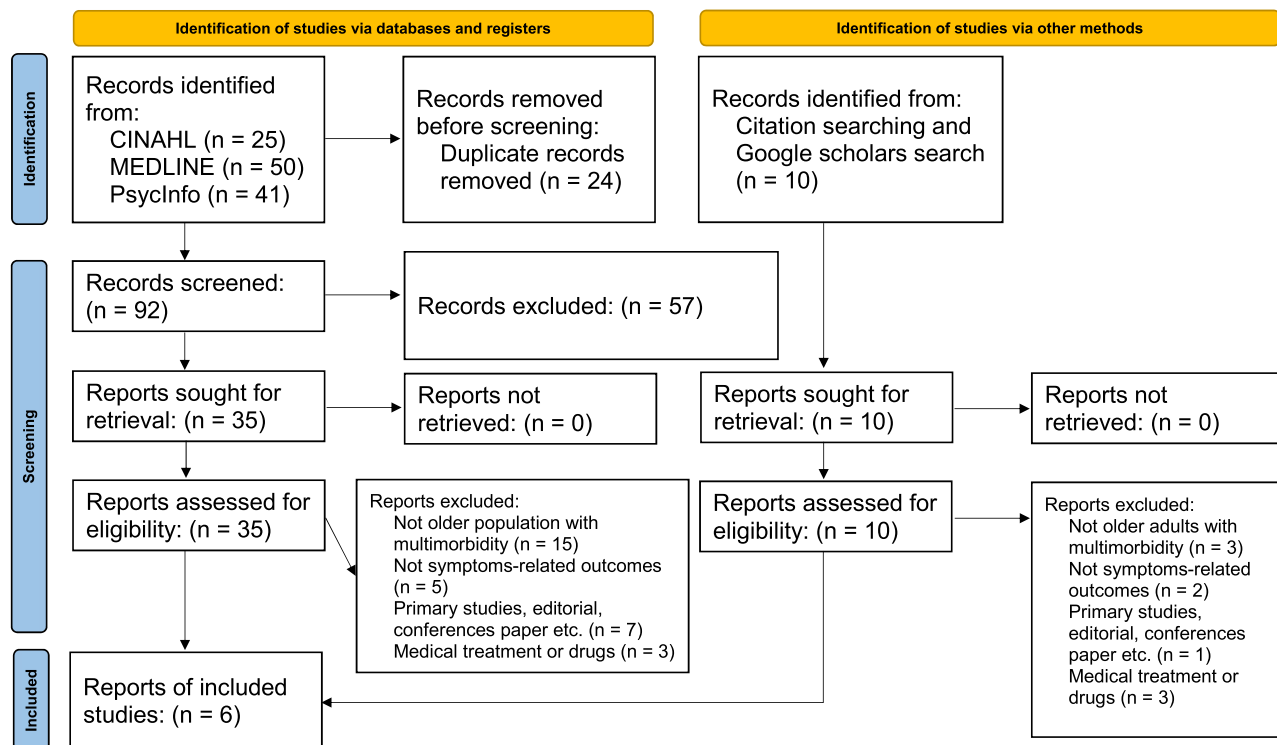 Identification of studies via databases and registers
Identification of studies via other methods
Identification
Records identified
from:
CINAHL (n = 25)
MEDLINE (n = 50)
PsycInfo (n = 41)
Records removed
before screening:
Duplicate records
removed (n = 24)
Records identified from:
Citation searching and
Google scholars search
(n = 10)
Screening
Records screened:
(n = 92)
Records excluded: (n = 57)
Reports sought for
retrieval: (n = 35)
Reports not
retrieved: (n = 0)
Reports sought for
retrieval: (n = 10)
Reports not
retrieved: (n = 0)
Reports assessed for
eligibility: (n = 35)
Reports excluded:
Not older population with
multimorbidity (n = 15)
Not symptoms-related outcomes
(n = 5)
Primary studies, editorial,
conferences paper etc. (n = 7)
Medical treatment or drugs (n = 3)
Reports assessed for
eligibility: (n = 10)
Reports excluded:
Not older adults with
multimorbidity (n = 3)
Not symptoms-related
outcomes (n = 2)
Primary studies,
editorial, conferences
paper etc. (n = 1)
Medical treatment or
drugs (n = 3)
Included
Reports of included
studies: (n = 6)